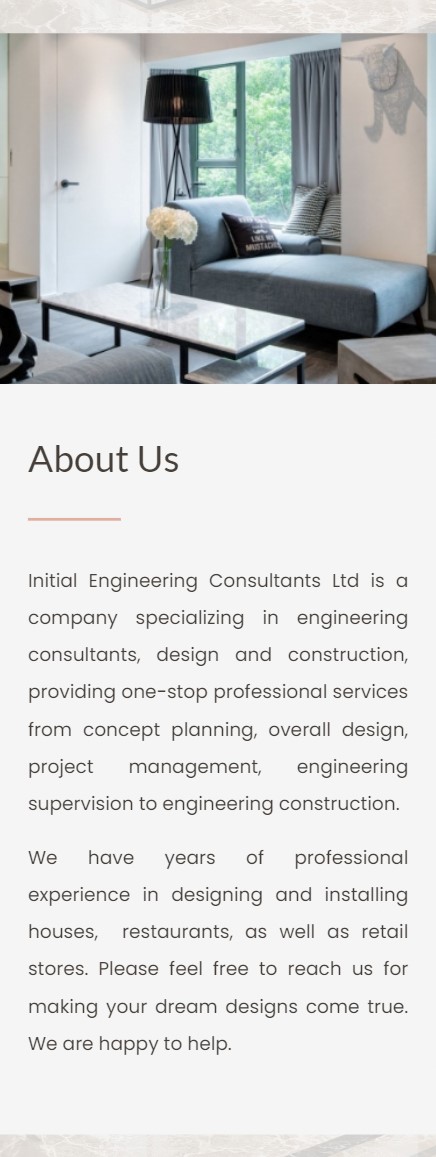 LIKE MY
MUSTACHE
About Us
Initial Engineering Consultants Ltd is a
company specializing in engineering
consultants, design and construction,
providing one-stop professional services
from concept planning, overall design,
project management, engineering
supervision to engineering construction.
We have years of professional
experience in designing and installing
houses, restaurants, as well as retail
stores. Please feel free to reach us for
making your dream designs come true.
We are happy to help.